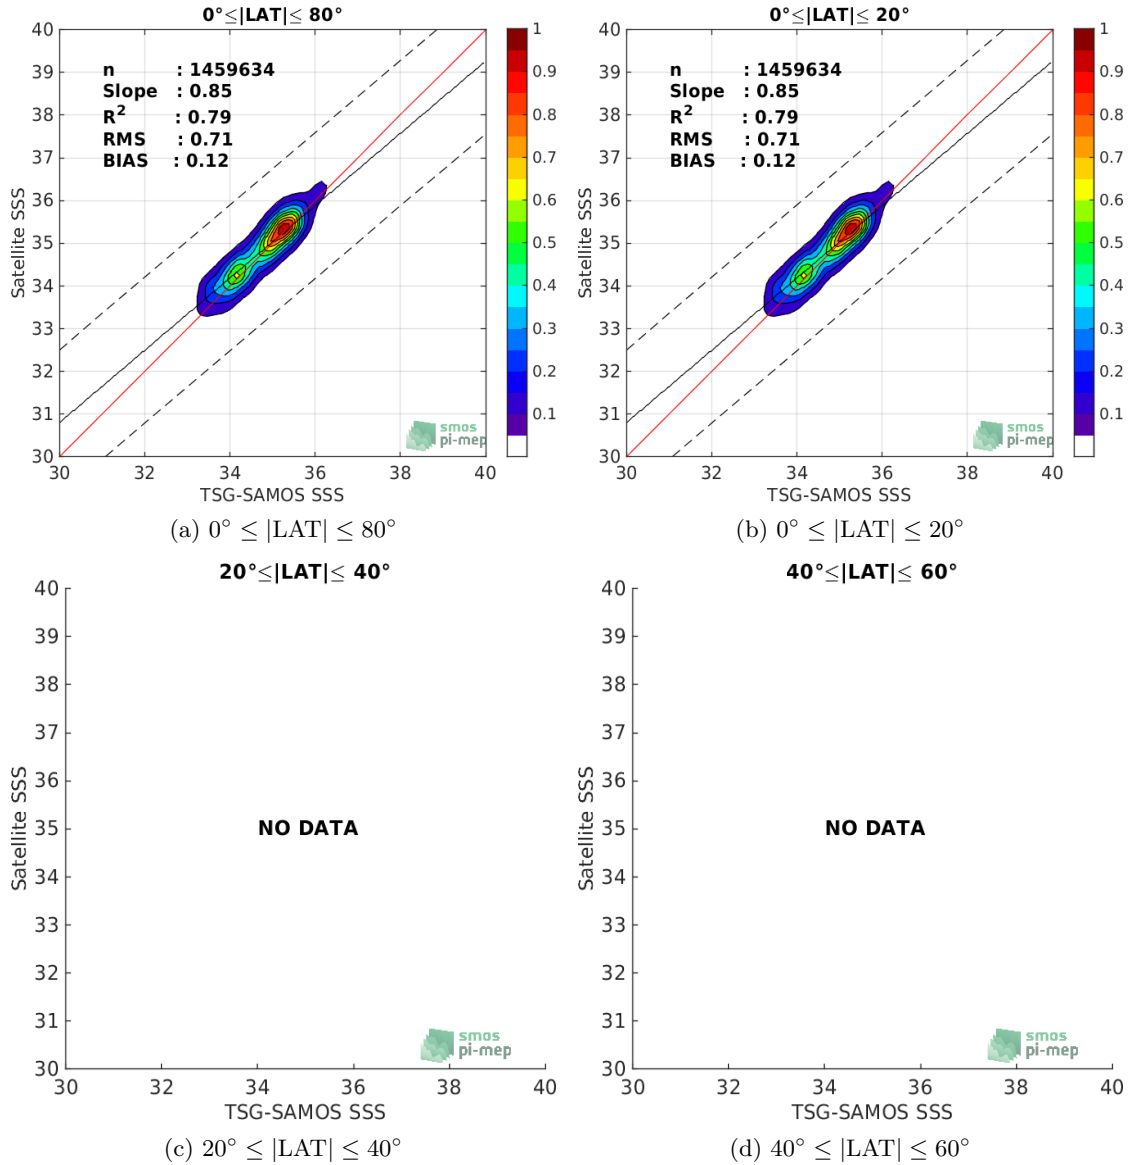 0°≤|LAT|≤ 80°
n : 1459634
Slope : 0.85
R² : 0.79
RMS : 0.71
BIAS : 0.12
40
39
38
37
36
35
34
33
32
31
30
Satellite SSS
30 32 34 36 38 40
TSG-SAMOS SSS
1
0.9
0.8
0.7
0.6
0.5
0.4
0.3
0.2
0.1
smos
pi-mep
(a) 0° ≤ |LAT| ≤ 80°
0°≤|LAT|≤ 20°
n : 1459634
Slope : 0.85
R² : 0.79
RMS : 0.71
BIAS : 0.12
40
39
38
37
36
35
34
33
32
31
30
Satellite SSS
30 32 34 36 38 40
TSG-SAMOS SSS
1
0.9
0.8
0.7
0.6
0.5
0.4
0.3
0.2
0.1
smos
pi-mep
(b) 0° ≤ |LAT| ≤ 20°
20°≤|LAT|≤ 40°
40
39
38
37
36
35
34
33
32
31
30
Satellite SSS
NO DATA
smos
pi-mep
30 32 34 36 38 40
TSG-SAMOS SSS
(c) 20° ≤ |LAT| ≤ 40°
40°≤|LAT|≤ 60°
40
39
38
37
36
35
34
33
32
31
30
Satellite SSS
NO DATA
smos
pi-mep
30 32 34 36 38 40
TSG-SAMOS SSS
(d) 40° ≤ |LAT| ≤ 60°